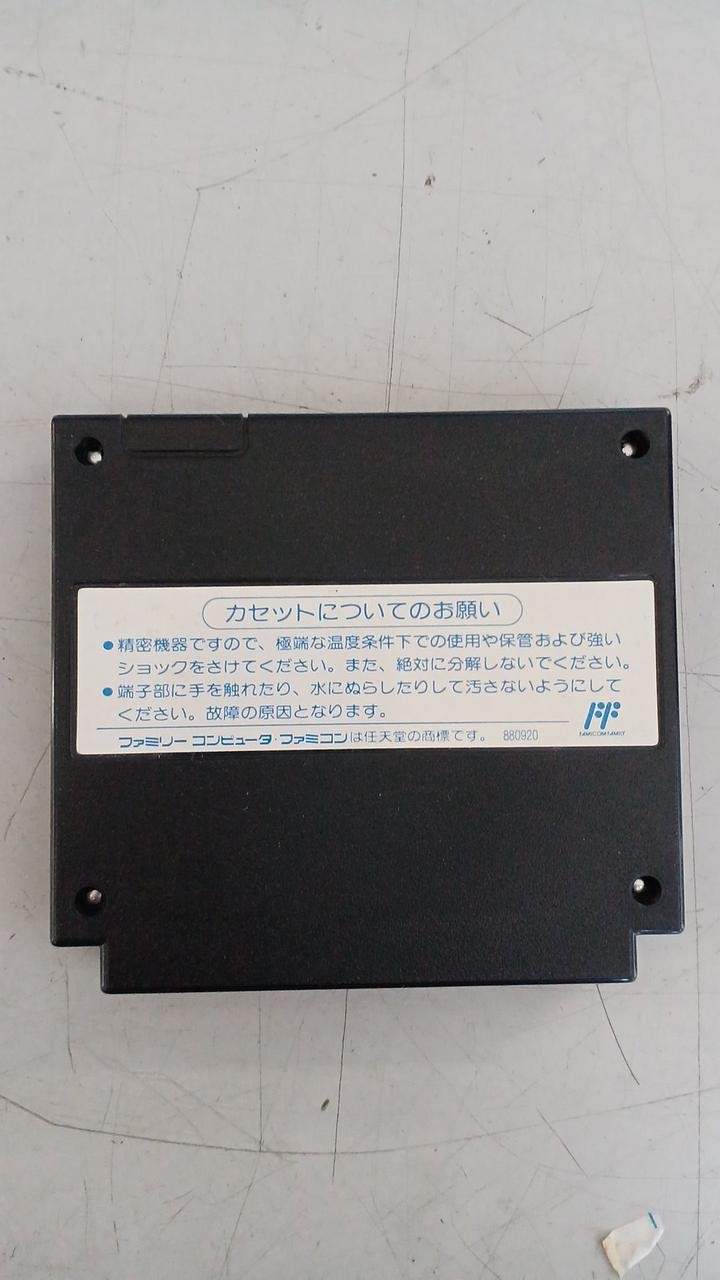 カセットについてのお願い
●精密機器ですので、極端な温度条件下での使用や保管および強い
ショックをさけてください。また、絶対に分解しないでください。
●端子部に手を触れたり、水にぬらしたりして汚さないようにして
ください。故障の原因となります。
FAMICOM FAMILY
ファミリー コンピュータ・ファミコンは任天堂の商標です。 880920